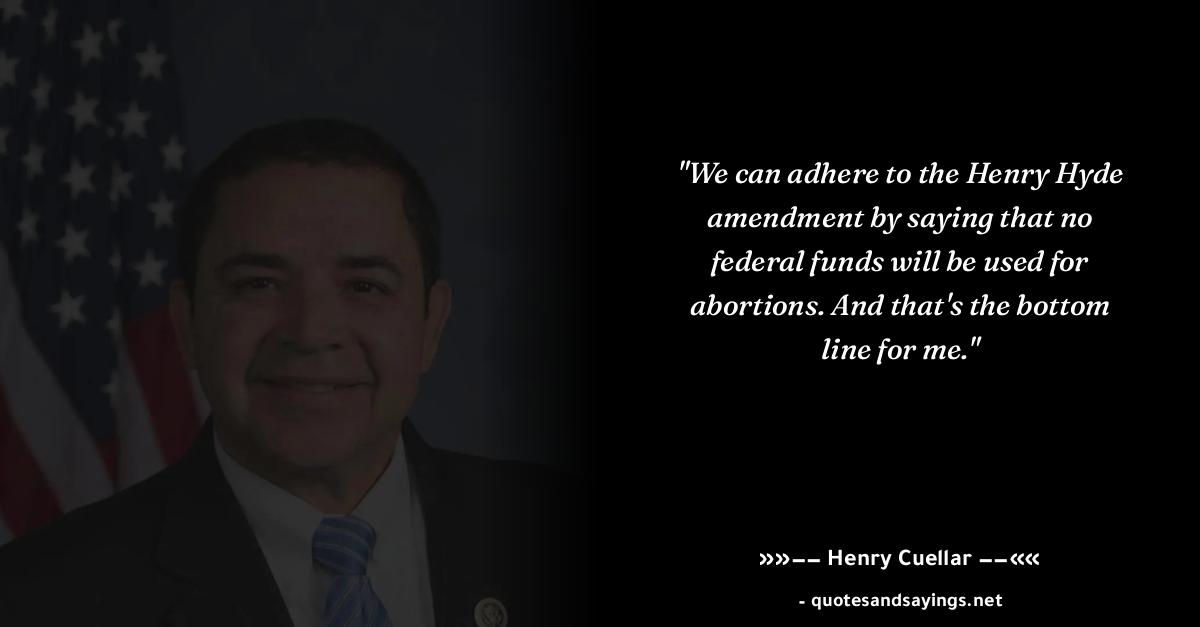 "We can adhere to the Henry Hyde
amendment by saying that no
federal funds will be used for
abortions. And that's the bottom
line for me."
»»−− Henry Cuellar −−««
- quotesandsayings.net